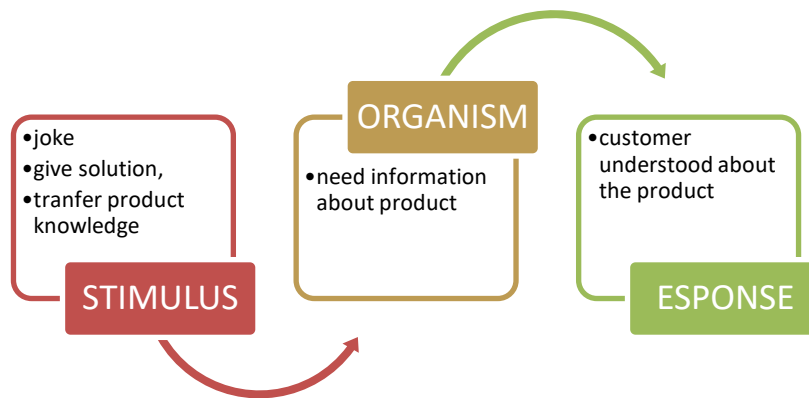 •joke
•give solution,
•tranfer product
knowledge
STIMULUS
ORGANISM
•need information
about product
•customer
understood about
the product
ESPONSE